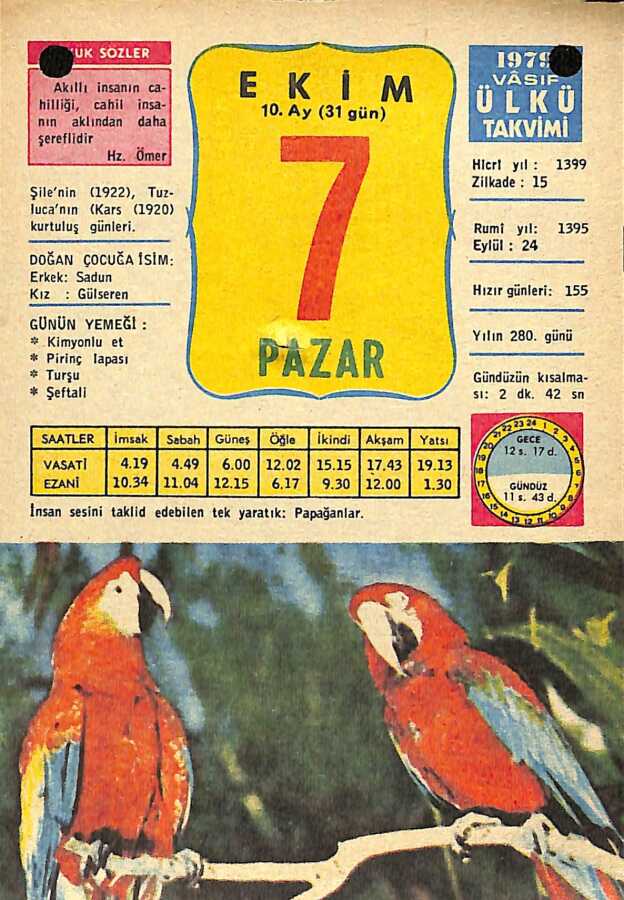 UK SÖZLER
Akıllı insanın ca-
hilliği, cahil insa-
nın aklından daha
şereflidir
Hz. Ömer
Şile'nin (1922), Tuz-
luca'nın (Kars (1920)
kurtuluş günleri.
DOĞAN ÇOCUĞA İSİM:
Erkek: Sadun
Kız : Gülseren
GÜNÜN YEMEĞİ :
* Kimyonlu et
* Pirinç lapası
* Turşu
* Şeftali
EKİM
10. Ay (31 gün)
7
PAZAR
1979
VÂSIF
ÜLKÜ
TAKVİMİ
Hicrî yıl : 1399
Zilkade : 15
Rumî yıl: 1395
Eylül : 24
Hızır günleri: 155
Yılın 280. günü
Gündüzün kısalma-
sı: 2 dk. 42 sn
SAATLER İmsak Sabah Güneş Öğle İkindi Akşam Yatsı
VASATİ 4.19 4.49 6.00 12.02 15.15 17.43 19.13
EZANİ 10.34 11.04 12.15 6.17 9.30 12.00 1.30
GECE
12 s. 17 d.
GÜNDÜZ
11 s. 43 d.
İnsan sesini taklid edebilen tek yaratık: Papağanlar.